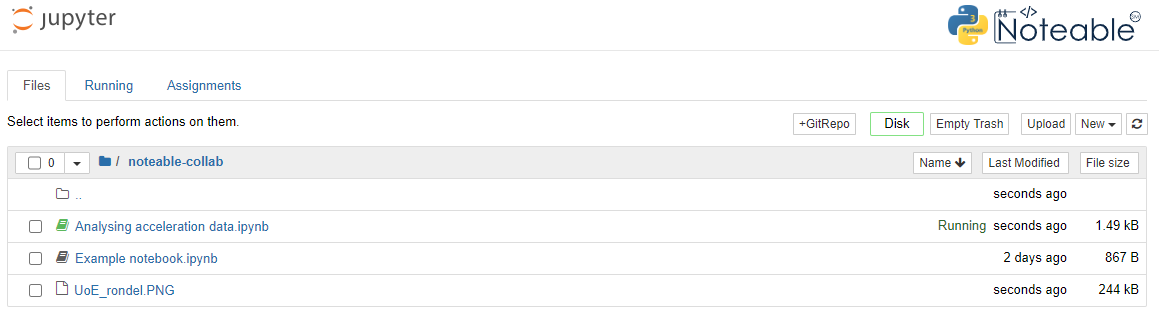 jupyter
</> 3 Python Noteable SM
Files Running Assignments
Select items to perform actions on them. +GitRepo Disk Empty Trash Upload New
0 / noteable-collab Name Last Modified File size
.. seconds ago
Analysing acceleration data.ipynb Running seconds ago 1.49 kB
Example notebook.ipynb 2 days ago 867 B
UoE_rondel.PNG seconds ago 244 kB